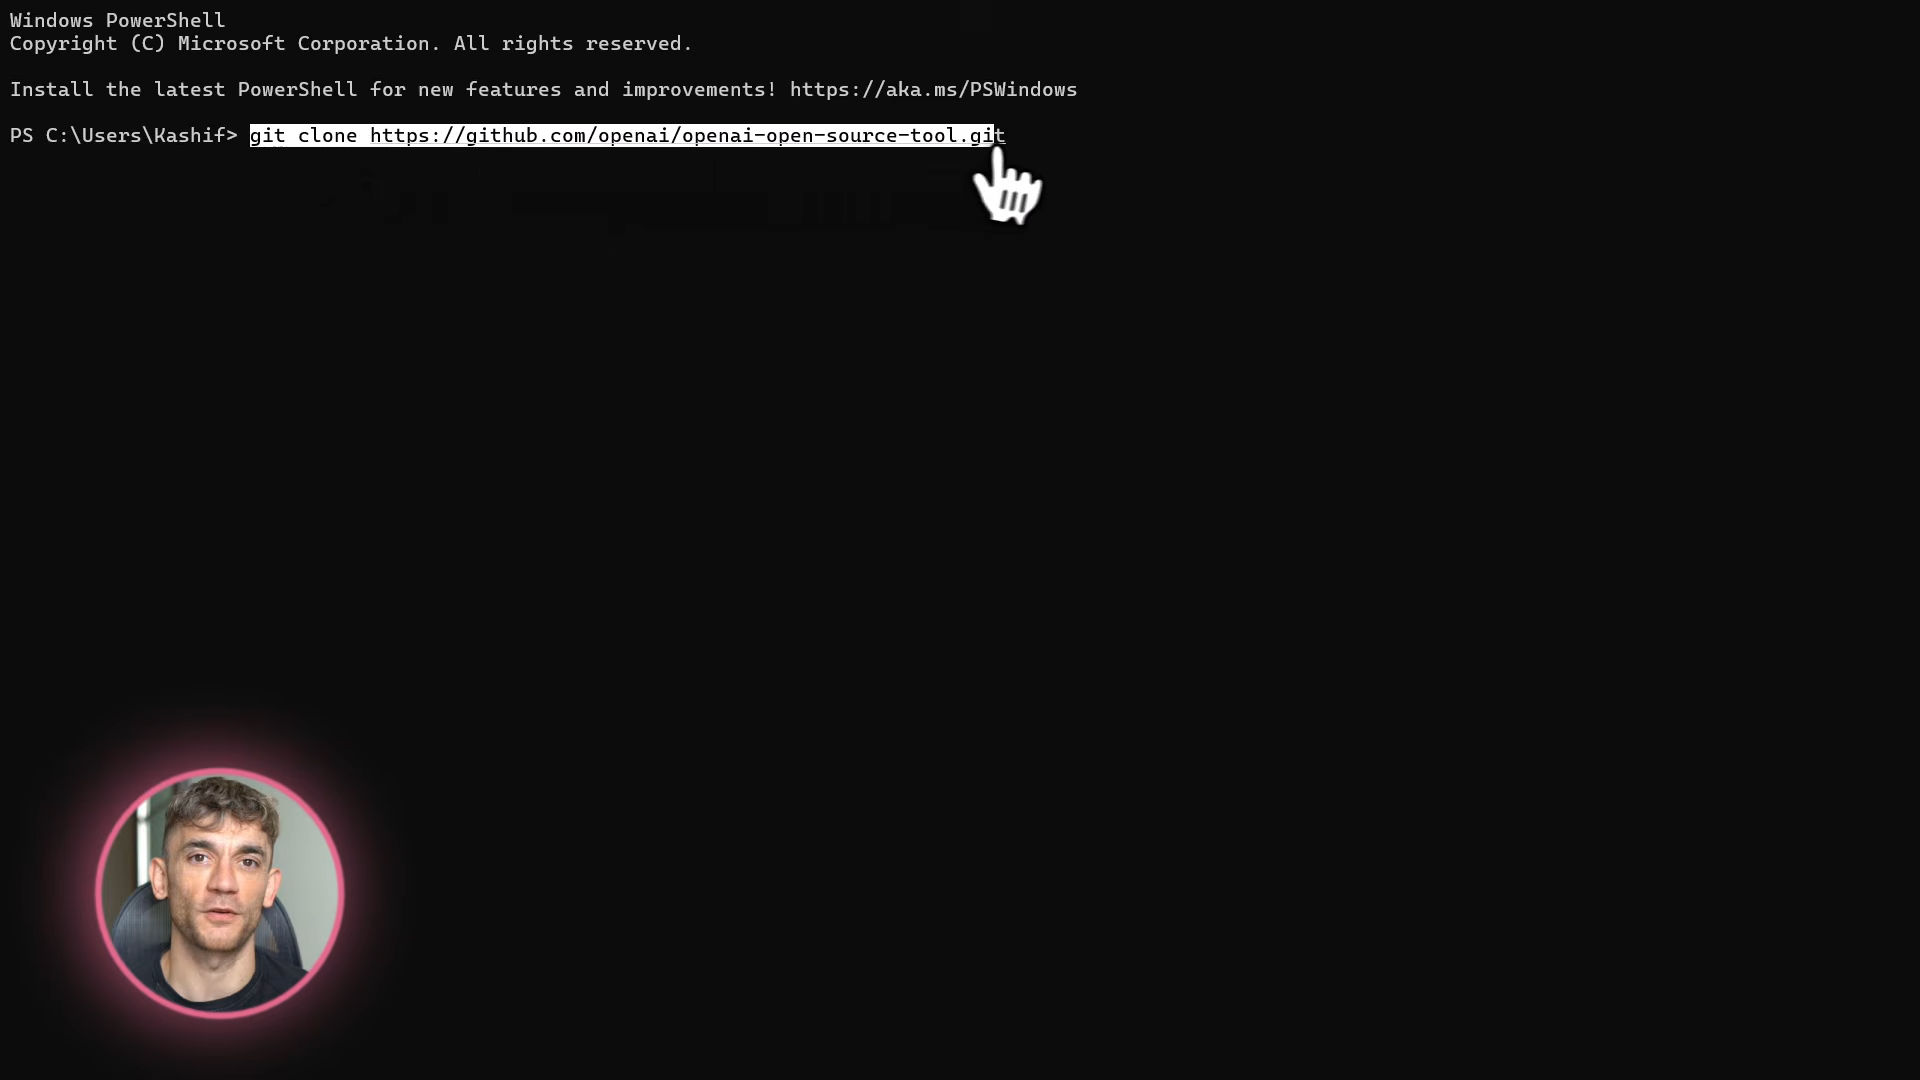 Windows PowerShell
Copyright (C) Microsoft Corporation. All rights reserved.
Install the latest PowerShell for new features and improvements! https://aka.ms/PSWindows
PS C:\Users\Kashif> git clone https://github.com/openai/openai-open-source-tool.git